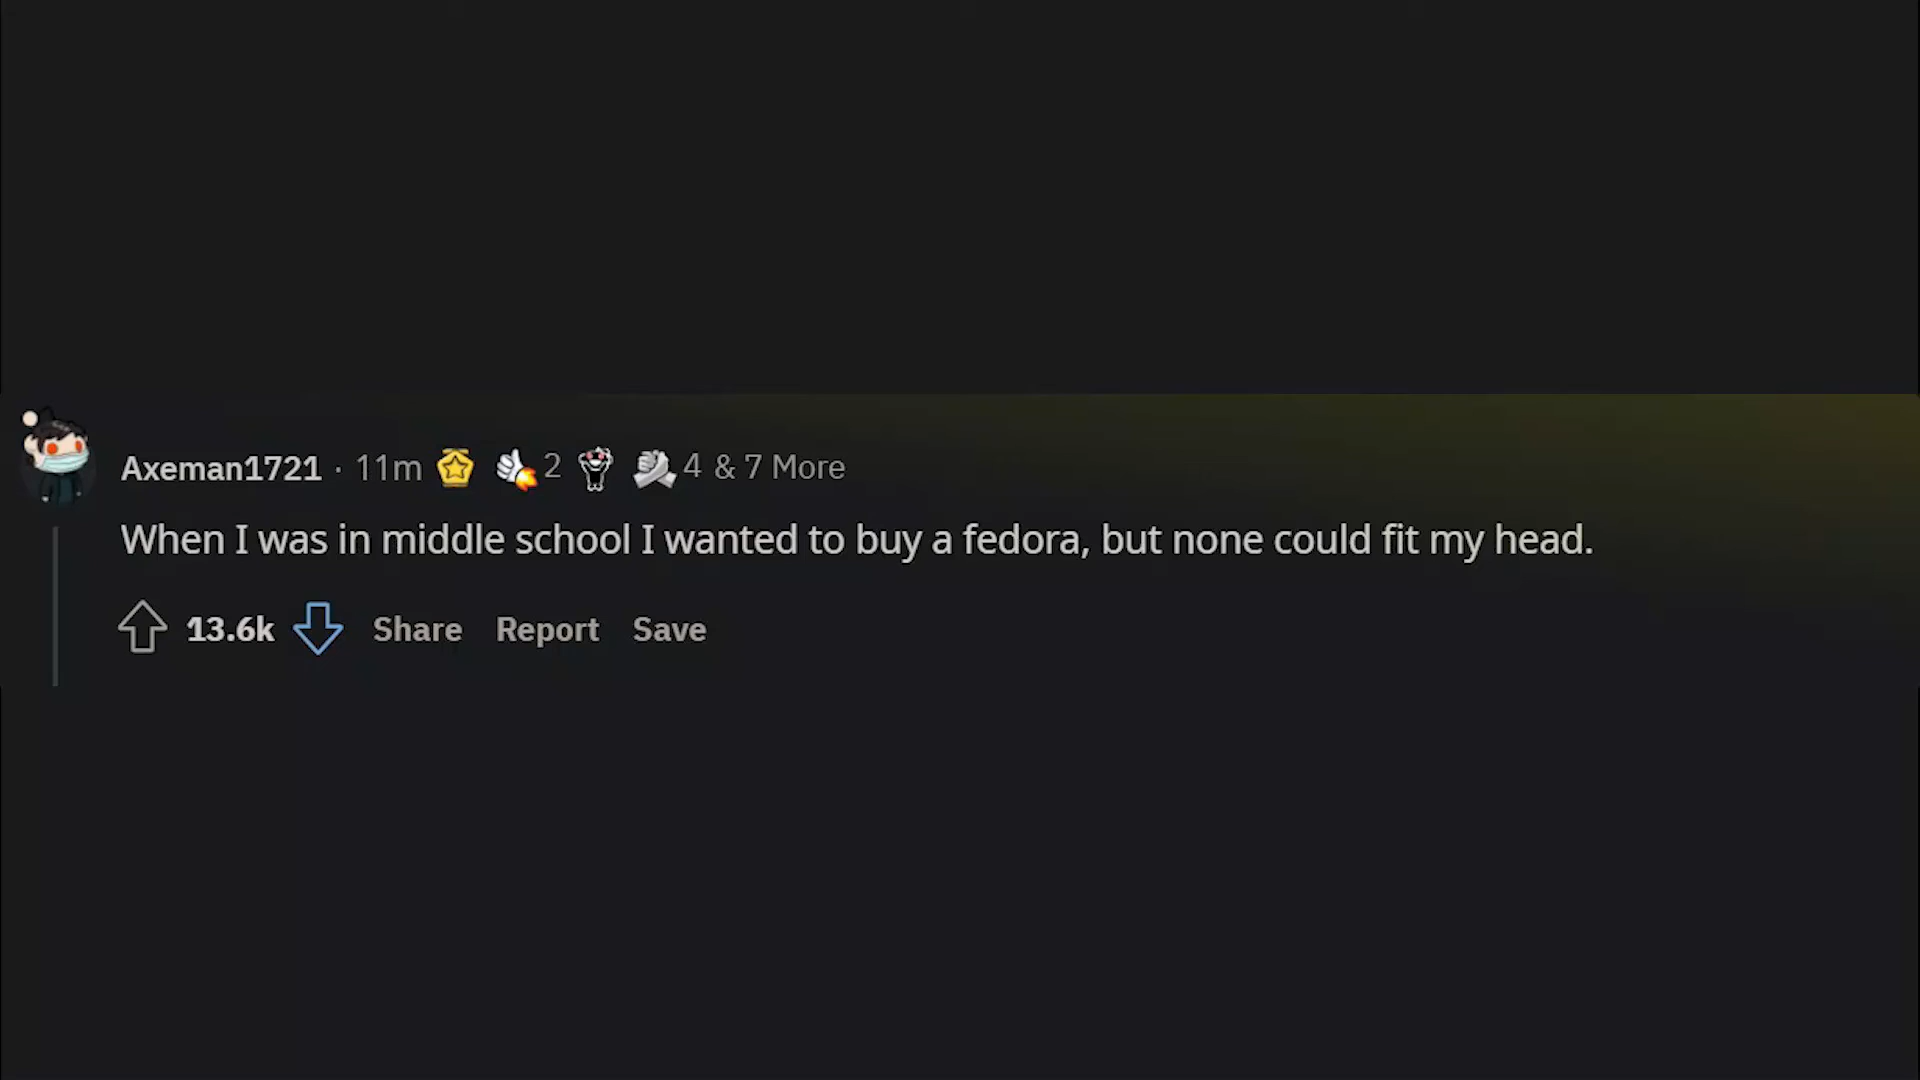 Axeman1721 · 11m 2 4 & 7 More
When I was in middle school I wanted to buy a fedora, but none could fit my head.
13.6k Share Report Save